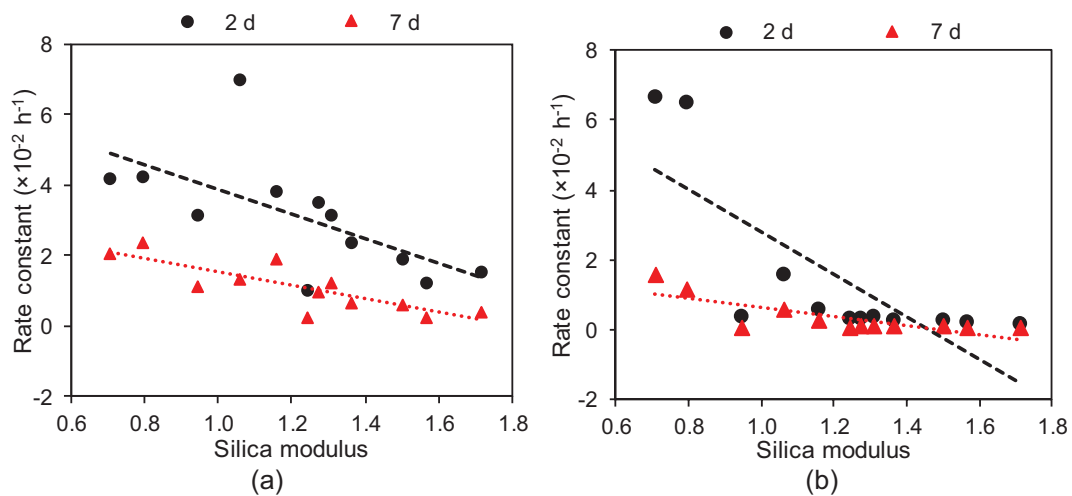 2 d 7 d
8
6
4
2
0
-2
Rate constant (×10⁻² h⁻¹)
0.6 0.8 1.0 1.2 1.4 1.6 1.8
Silica modulus
(a)
2 d 7 d
8
6
4
2
0
-2
Rate constant (×10⁻² h⁻¹)
0.6 0.8 1.0 1.2 1.4 1.6 1.8
Silica modulus
(b)